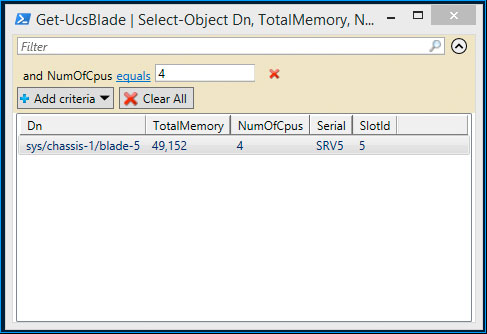 Get-UcsBlade | Select-Object Dn, TotalMemory, N...
Filter
and NumOfCpus equals 4
Add criteria Clear All
Dn TotalMemory NumOfCpus Serial SlotId
sys/chassis-1/blade-5 49,152 4 SRV5 5